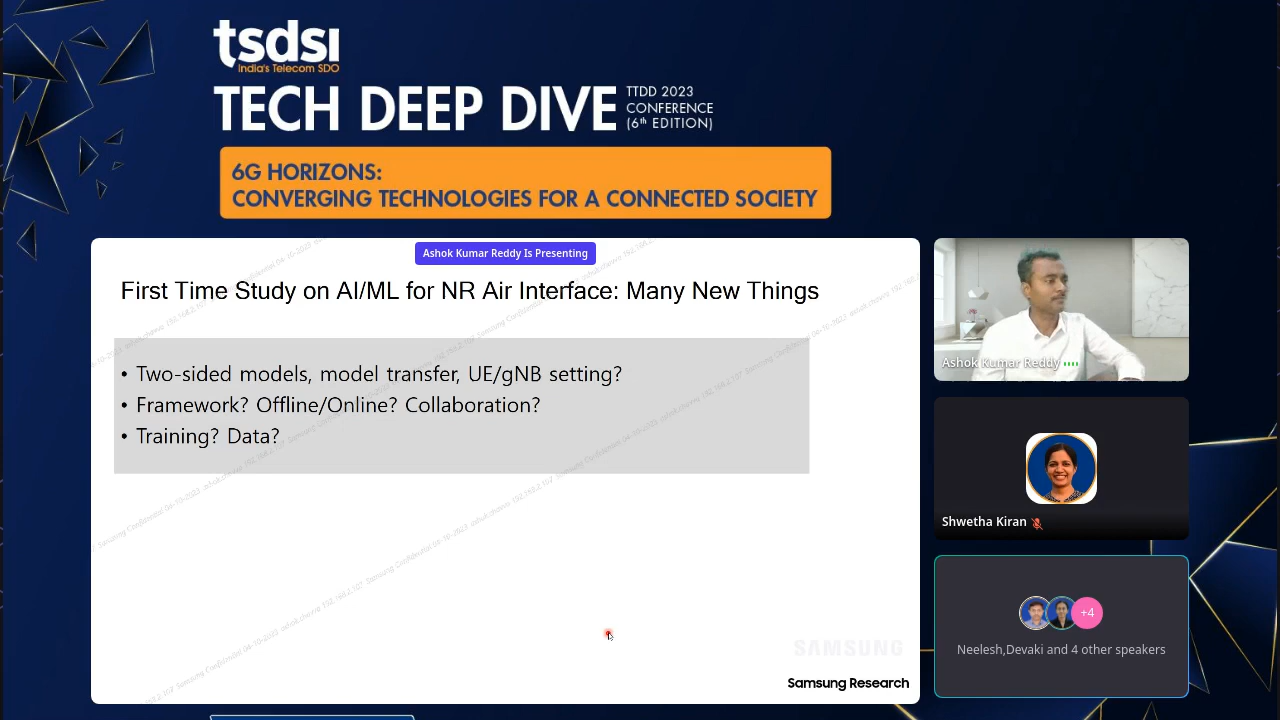 tsdsi
India's Telecom SDO
TECH DEEP DIVE
TTDD 2023
CONFERENCE
(6th EDITION)
6G HORIZONS:
CONVERGING TECHNOLOGIES FOR A CONNECTED SOCIETY
Ashok Kumar Reddy Is Presenting
First Time Study on AI/ML for NR Air Interface: Many New Things
• Two-sided models, model transfer, UE/gNB setting?
• Framework? Offline/Online? Collaboration?
• Training? Data?
SAMSUNG
Samsung Research
Ashok Kumar Reddy
Shwetha Kiran
+4
Neelesh,Devaki and 4 other speakers